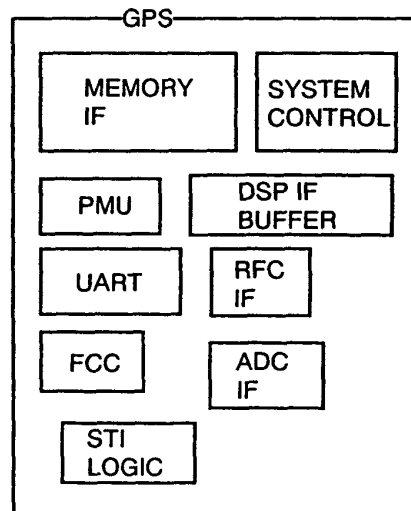 GPS
MEMORY
IF
SYSTEM
CONTROL
PMU
DSP IF
BUFFER
UART
RFC
IF
FCC
ADC
IF
STI
LOGIC